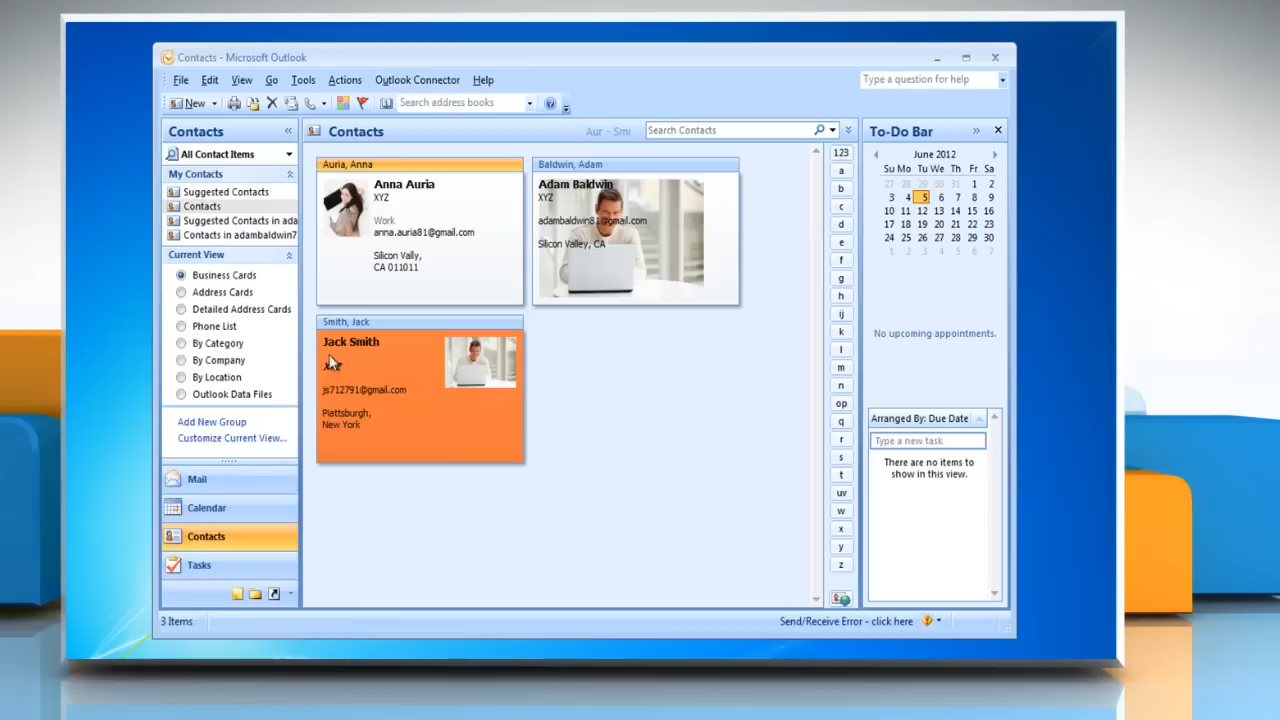 Contacts - Microsoft Outlook
File Edit View Go Tools Actions Outlook Connector Help
Type a question for help
New
Search address books
Contacts
All Contact Items
My Contacts
Suggested Contacts
Contacts
Suggested Contacts in ada
Contacts in adambaldwin7
Current View
Business Cards
Address Cards
Detailed Address Cards
Phone List
By Category
By Company
By Location
Outlook Data Files
Add New Group
Customize Current View...
Mail
Calendar
Contacts
Tasks
3 Items
Contacts
Aur - Smi
Search Contacts
Auria, Anna
Anna Auria
XYZ
Work
anna.auria81@gmail.com
Silicon Vally,
CA 011011
Baldwin, Adam
Adam Baldwin
XYZ
adambaldwin81@gmail.com
Silicon Valley, CA
Smith, Jack
Jack Smith
js712791@gmail.com
Piattsburgh,
New York
123
a
b
c
d
e
f
g
h
ij
k
l
m
n
op
q
r
s
t
uv
w
x
y
z
To-Do Bar
June 2012
Su Mo Tu We Th Fr Sa
27 28 29 30 31 1 2
3 4 5 6 7 8 9
10 11 12 13 14 15 16
17 18 19 20 21 22 23
24 25 26 27 28 29 30
1 2 3 4 5 6 7
No upcoming appointments.
Arranged By: Due Date
Type a new task
There are no items to
show in this view.
Send/Receive Error - click here